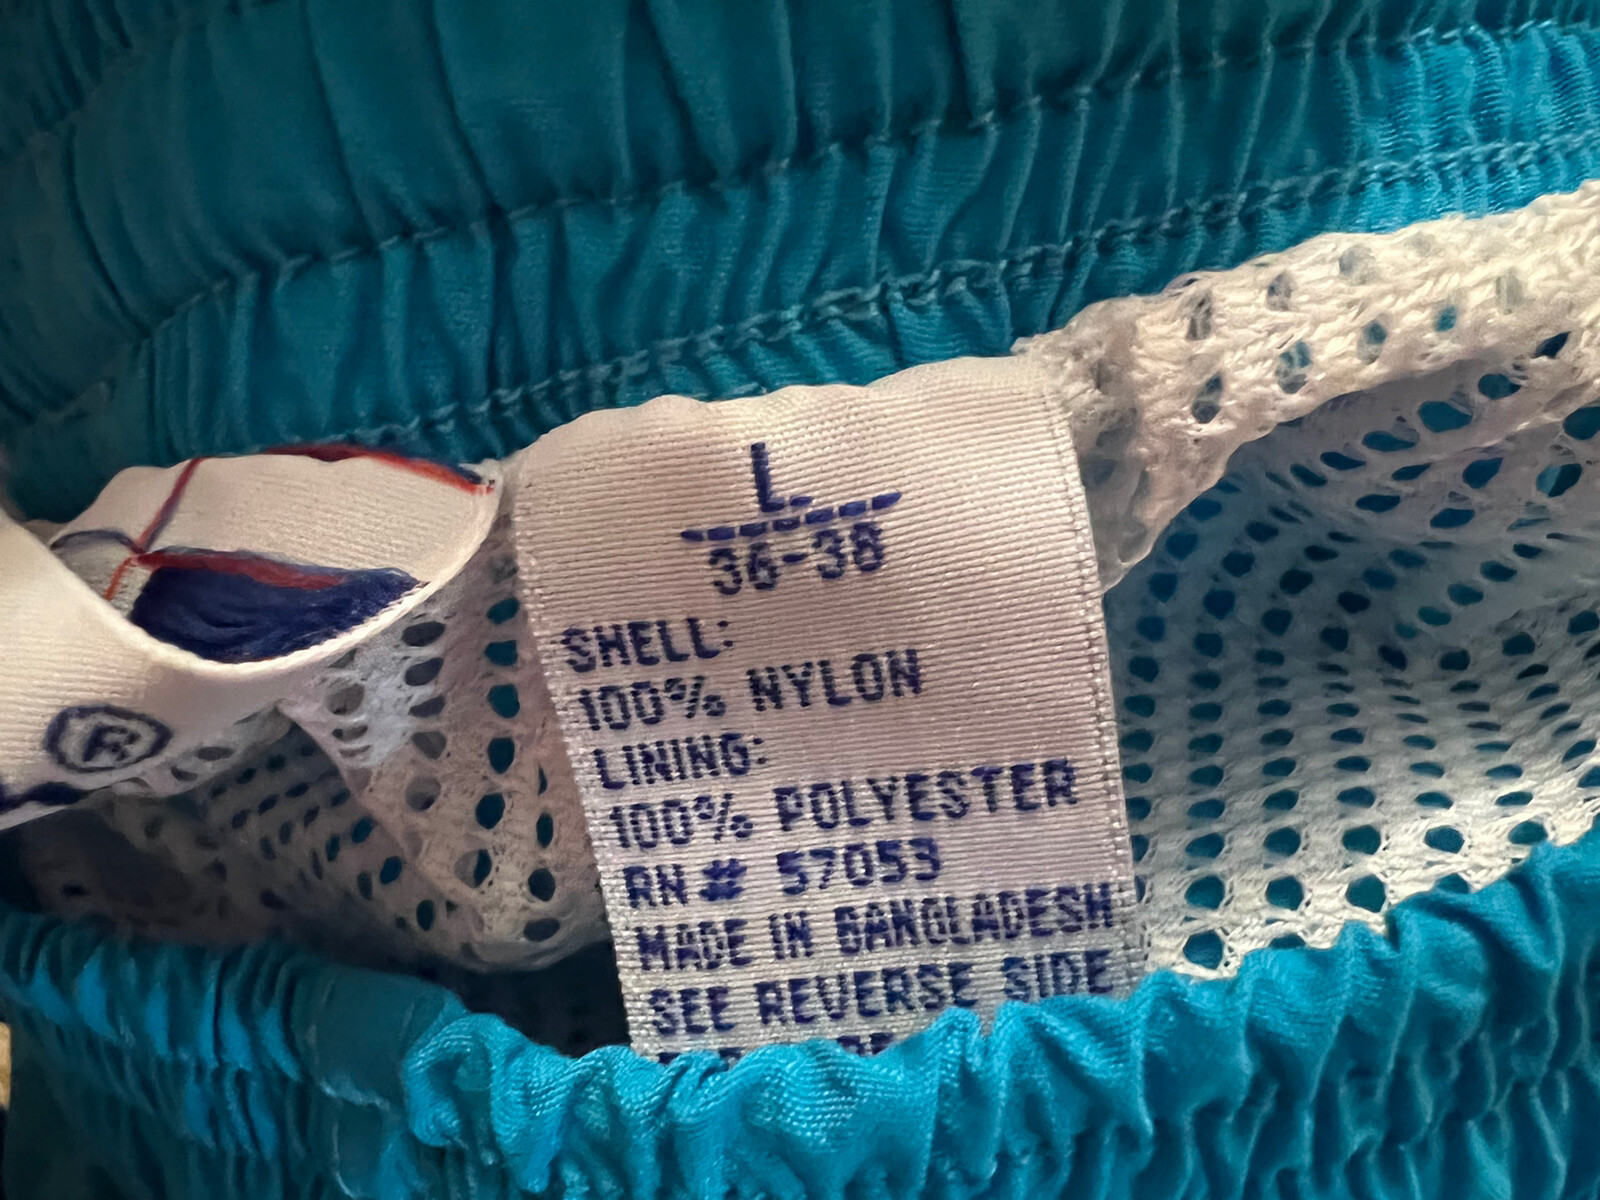 ®
L
36-38
SHELL:
100% NYLON
LINING:
100% POLYESTER
RN# 57053
MADE IN BANGLADESH
SEE REVERSE SIDE